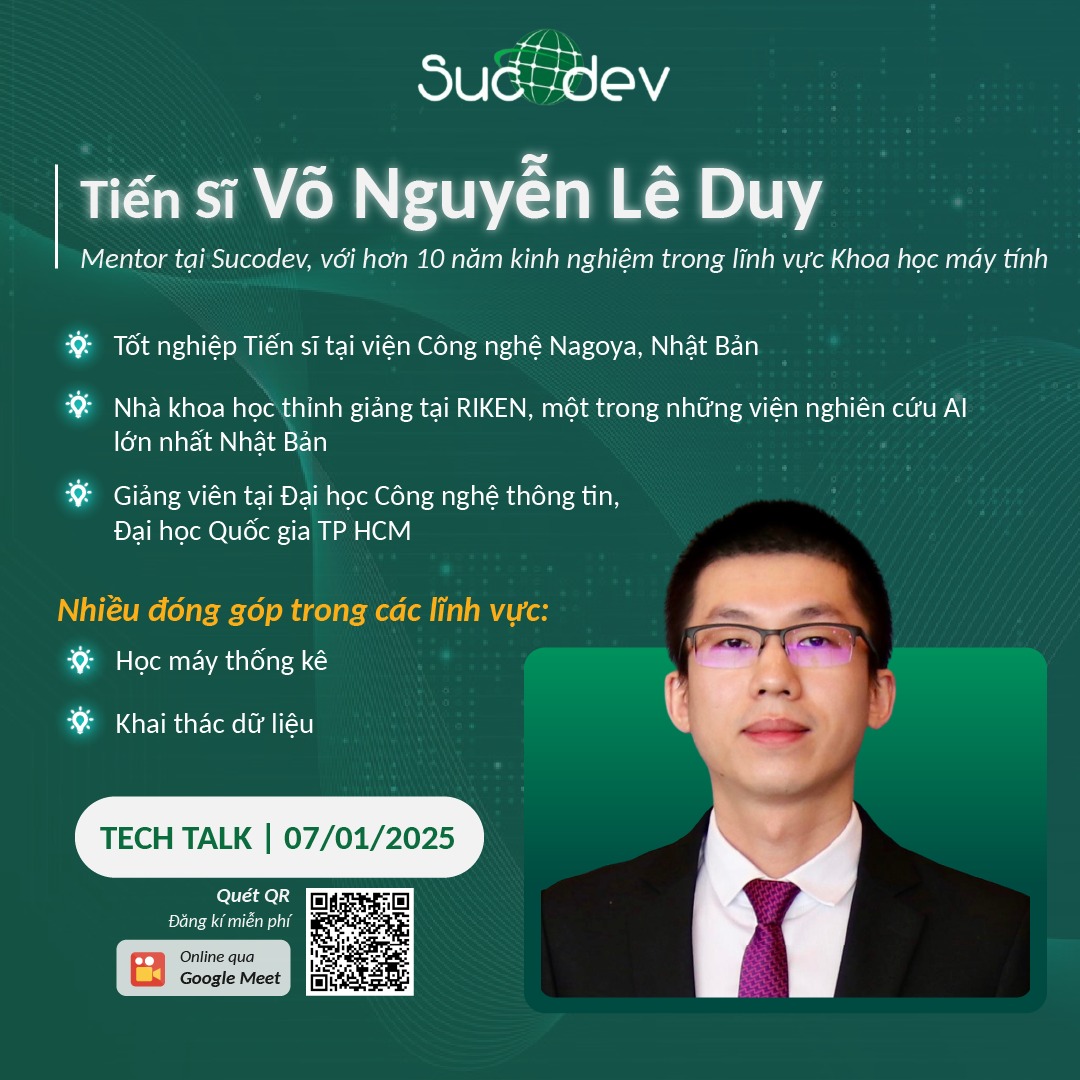 Sucodev
Tiến Sĩ Võ Nguyễn Lê Duy
Mentor tại Sucodev, với hơn 10 năm kinh nghiệm trong lĩnh vực Khoa học máy tính
Tốt nghiệp Tiến sĩ tại viện Công nghệ Nagoya, Nhật Bản
Nhà khoa học thỉnh giảng tại RIKEN, một trong những viện nghiên cứu AI
lớn nhất Nhật Bản
Giảng viên tại Đại học Công nghệ thông tin,
Đại học Quốc gia TP HCM
Nhiều đóng góp trong các lĩnh vực:
Học máy thống kê
Khai thác dữ liệu
TECH TALK | 07/01/2025
Quét QR
Đăng kí miễn phí
Online qua
Google Meet